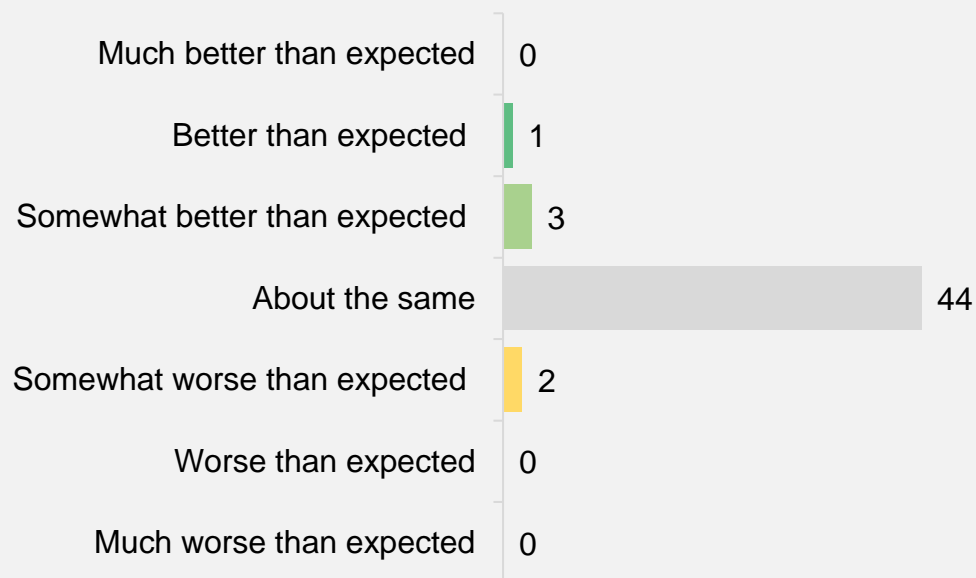 Much better than expected 0
Better than expected 1
Somewhat better than expected 3
About the same 44
Somewhat worse than expected 2
Worse than expected 0
Much worse than expected 0